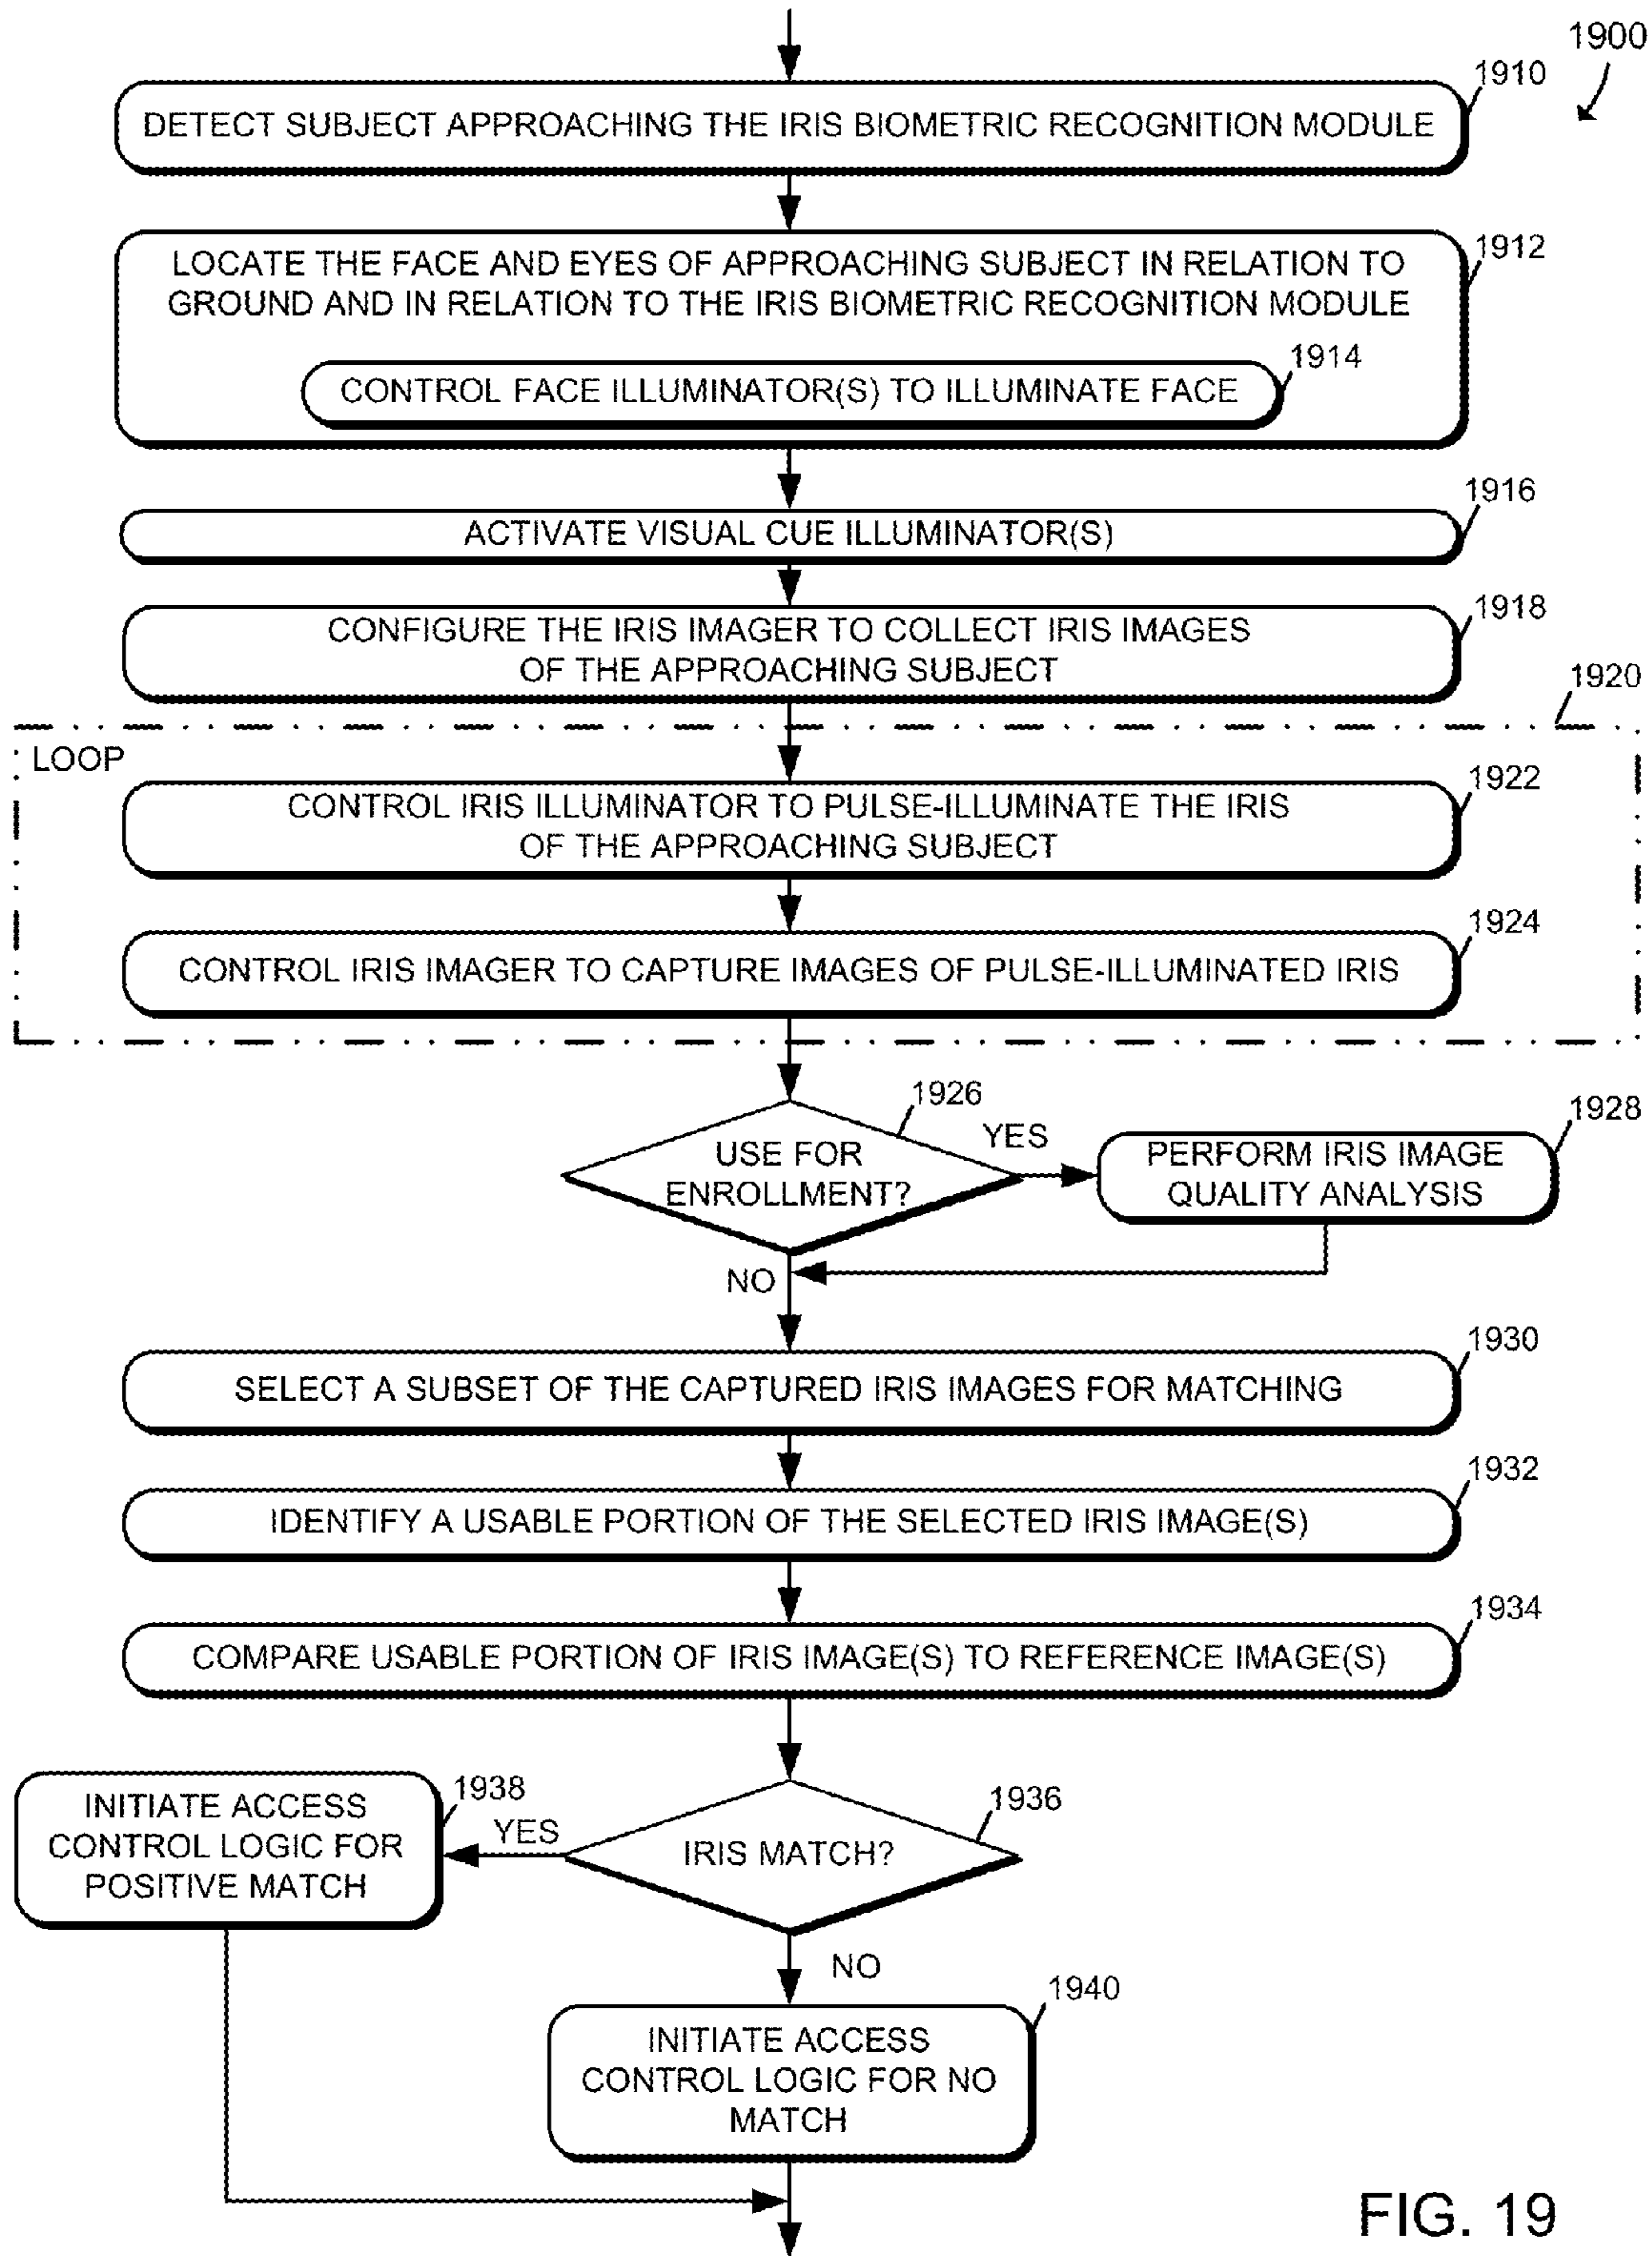 1900
1910
DETECT SUBJECT APPROACHING THE IRIS BIOMETRIC RECOGNITION MODULE
1912
LOCATE THE FACE AND EYES OF APPROACHING SUBJECT IN RELATION TO
GROUND AND IN RELATION TO THE IRIS BIOMETRIC RECOGNITION MODULE
1914
CONTROL FACE ILLUMINATOR(S) TO ILLUMINATE FACE
1916
ACTIVATE VISUAL CUE ILLUMINATOR(S)
1918
CONFIGURE THE IRIS IMAGER TO COLLECT IRIS IMAGES
OF THE APPROACHING SUBJECT
1920
LOOP
1922
CONTROL IRIS ILLUMINATOR TO PULSE-ILLUMINATE THE IRIS
OF THE APPROACHING SUBJECT
1924
CONTROL IRIS IMAGER TO CAPTURE IMAGES OF PULSE-ILLUMINATED IRIS
1926
USE FOR
ENROLLMENT?
YES
1928
PERFORM IRIS IMAGE
QUALITY ANALYSIS
NO
1930
SELECT A SUBSET OF THE CAPTURED IRIS IMAGES FOR MATCHING
1932
IDENTIFY A USABLE PORTION OF THE SELECTED IRIS IMAGE(S)
1934
COMPARE USABLE PORTION OF IRIS IMAGE(S) TO REFERENCE IMAGE(S)
1936
IRIS MATCH?
YES
1938
INITIATE ACCESS
CONTROL LOGIC FOR
POSITIVE MATCH
NO
1940
INITIATE ACCESS
CONTROL LOGIC FOR NO
MATCH
FIG. 19